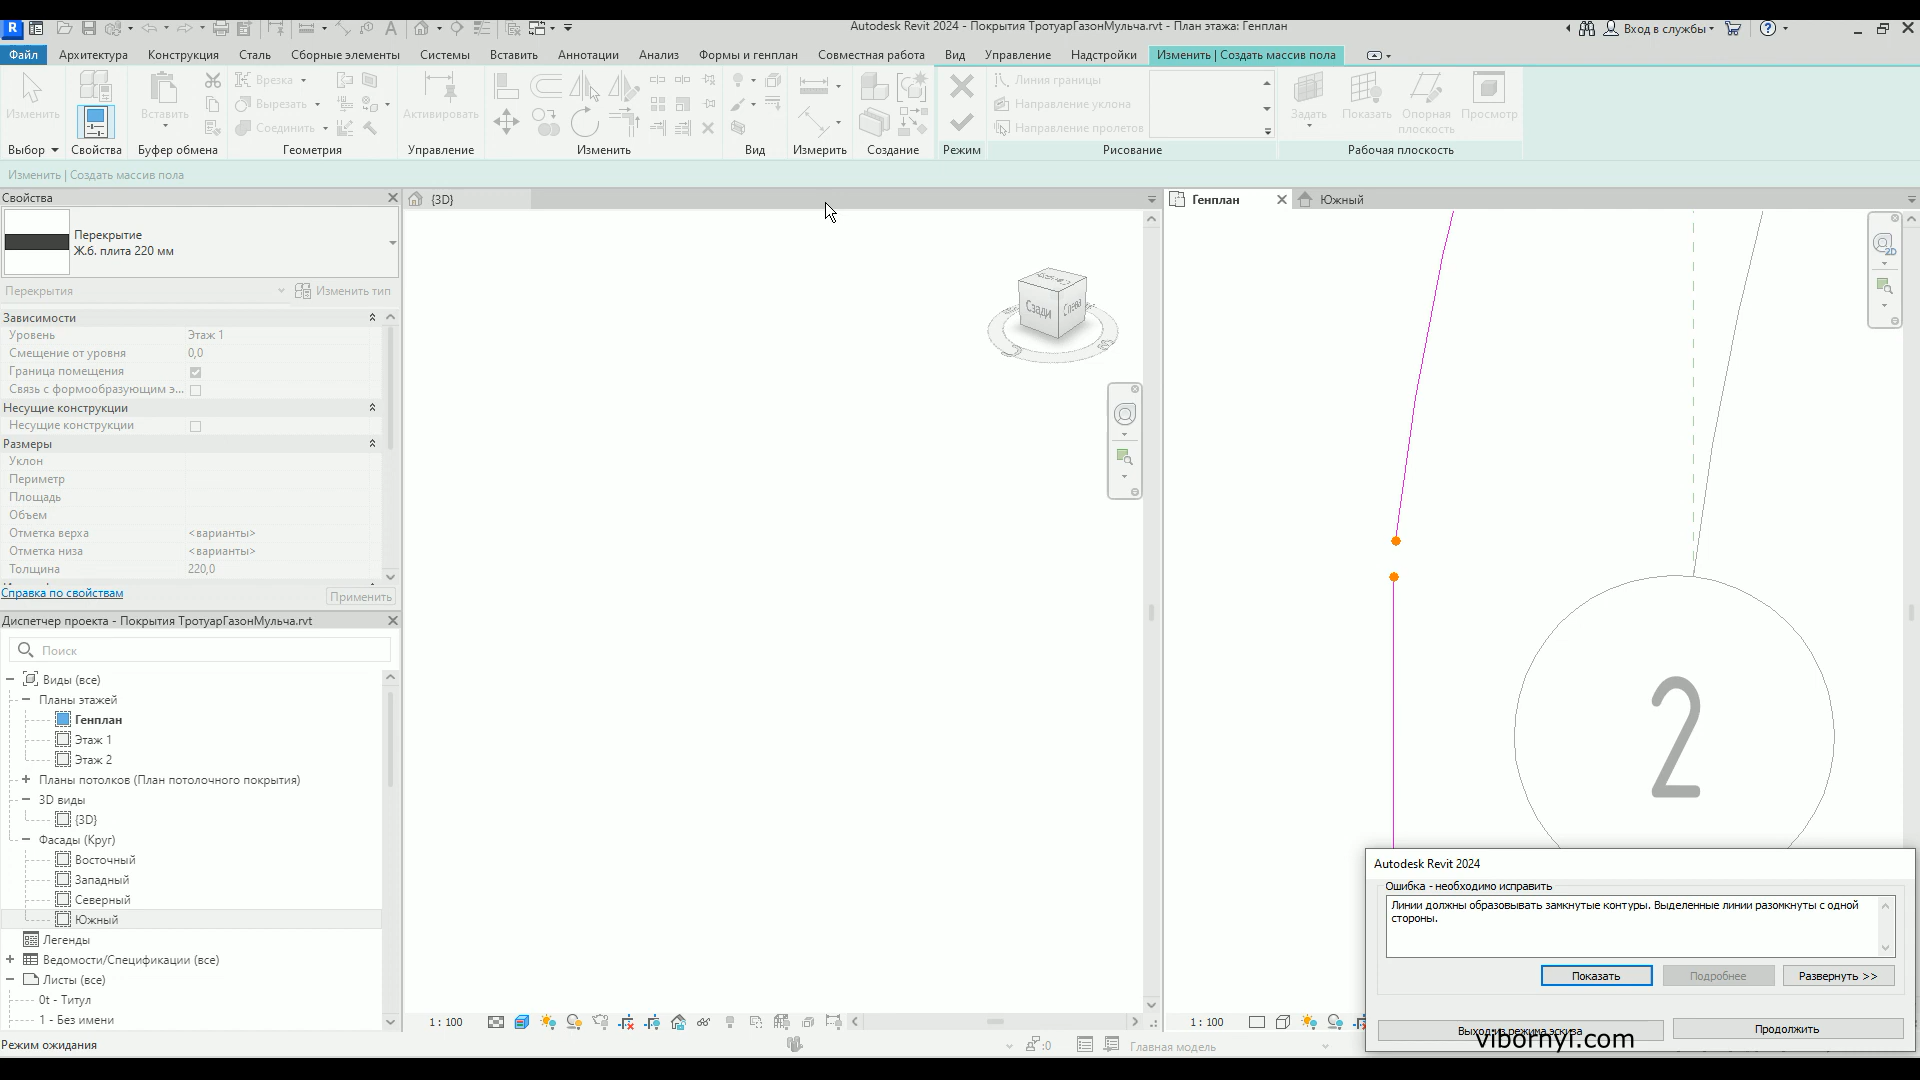 Autodesk Revit 2024 - Покрытия ТротуарГазонМульча.rvt - План этажа: Генплан
Вход в службы
Файл Архитектура Конструкция Сталь Сборные элементы Системы Вставить Аннотации Анализ Формы и генплан Совместная работа Вид Управление Надстройки Изменить | Создать массив пола
Врезка
Вырезать
Соединить
Изменить
Вставить
Активировать
Линия границы
Направление уклона
Направление пролетов
Задать
Показать
Опорная плоскость
Просмотр
Выбор Свойства Буфер обмена Геометрия Управление Изменить Вид Измерить Создание Режим Рисование Рабочая плоскость
Изменить | Создать массив пола
Свойства
Перекрытие
Ж.б. плита 220 мм
Перекрытия
Изменить тип
Зависимости
Уровень Этаж 1
Смещение от уровня 0,0
Граница помещения
Связь с формообразующим э...
Несущие конструкции
Несущие конструкции
Размеры
Уклон
Периметр
Площадь
Объем
Отметка верха <варианты>
Отметка низа <варианты>
Толщина 220,0
Справка по свойствам
Применить
Диспетчер проекта - Покрытия ТротуарГазонМульча.rvt
Поиск
Виды (все)
Планы этажей
Генплан
Этаж 1
Этаж 2
Планы потолков (План потолочного покрытия)
3D виды
{3D}
Фасады (Круг)
Восточный
Западный
Северный
Южный
Легенды
Ведомости/Спецификации (все)
Листы (все)
0t - Титул
1 - Без имени
Режим ожидания
{3D}
Сзади
Слева
1 : 100
:0
Главная модель
Генплан
Южный
2D
2
1 : 100
Autodesk Revit 2024
Ошибка - необходимо исправить
Линии должны образовывать замкнутые контуры. Выделенные линии разомкнуты с одной
стороны.
Показать
Подробнее
Развернуть >>
Выход из режима эскиза
Продолжить
vibornyi.com